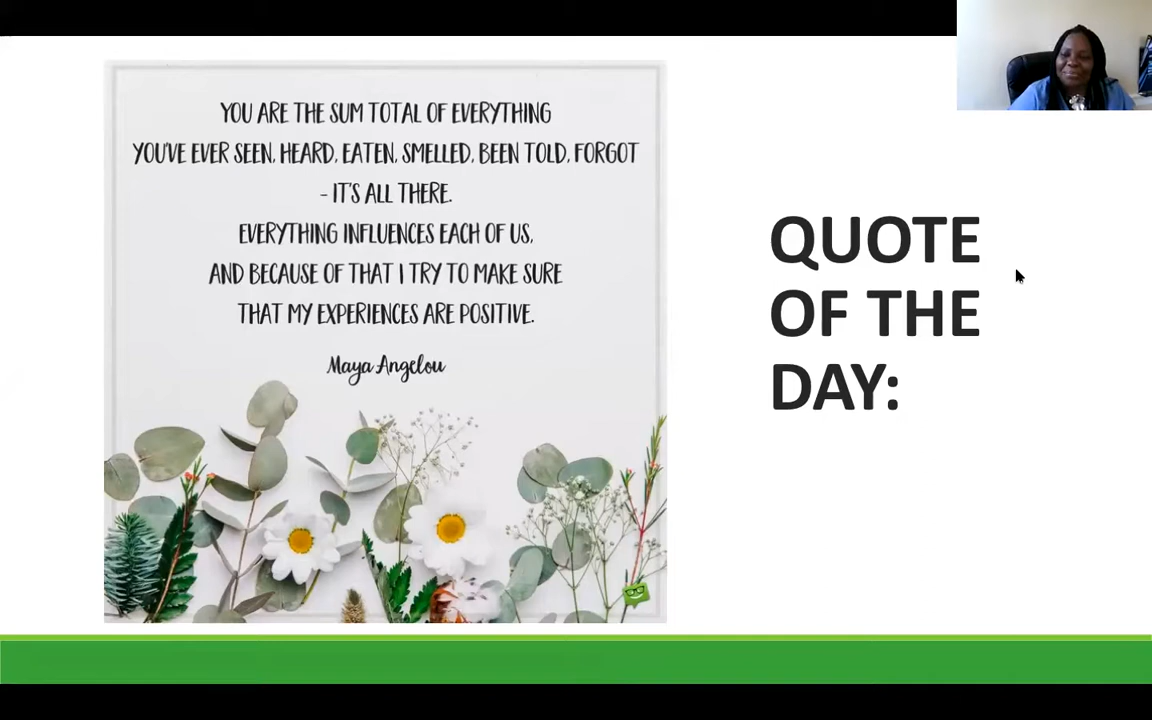 YOU ARE THE SUM TOTAL OF EVERYTHING
YOU'VE EVER SEEN, HEARD, EATEN, SMELLED, BEEN TOLD, FORGOT
- IT'S ALL THERE.
EVERYTHING INFLUENCES EACH OF US,
AND BECAUSE OF THAT I TRY TO MAKE SURE
THAT MY EXPERIENCES ARE POSITIVE.
Maya Angelou
QUOTE
OF THE
DAY: